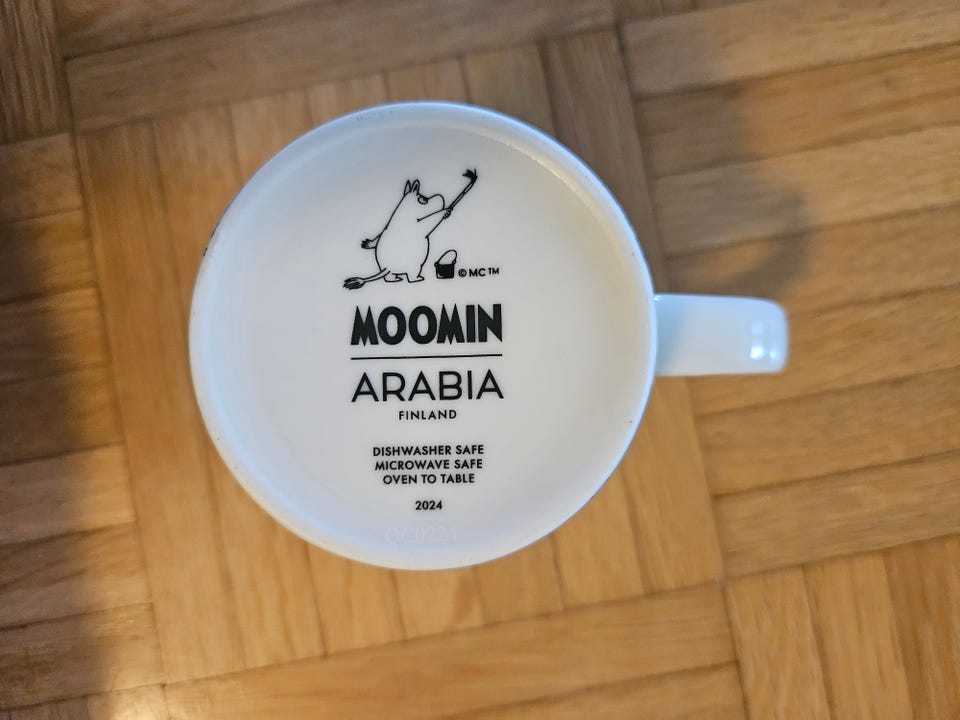 © MC ™
MOOMIN
ARABIA
FINLAND
DISHWASHER SAFE
MICROWAVE SAFE
OVEN TO TABLE
2024